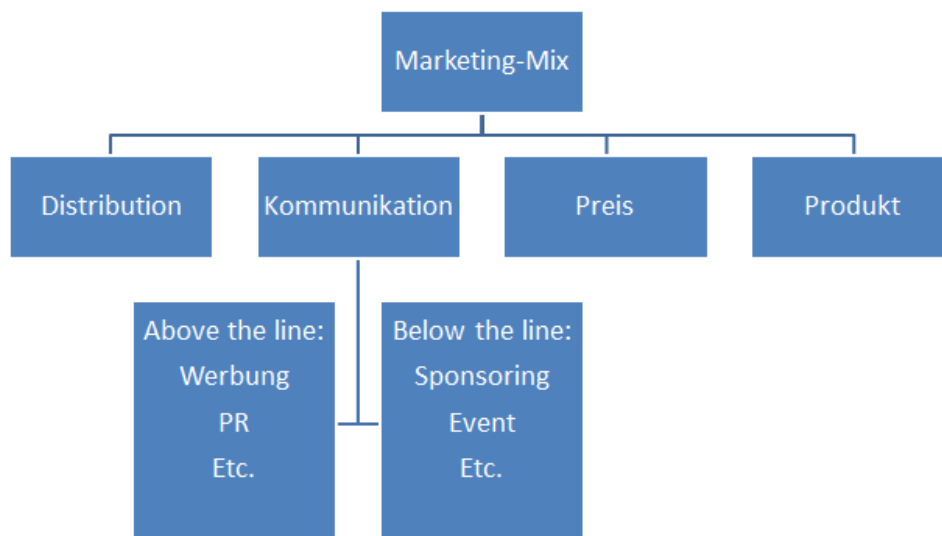 Marketing-Mix
Distribution
Kommunikation
Preis
Produkt
Above the line:
Werbung
PR
Etc.
Below the line:
Sponsoring
Event
Etc.